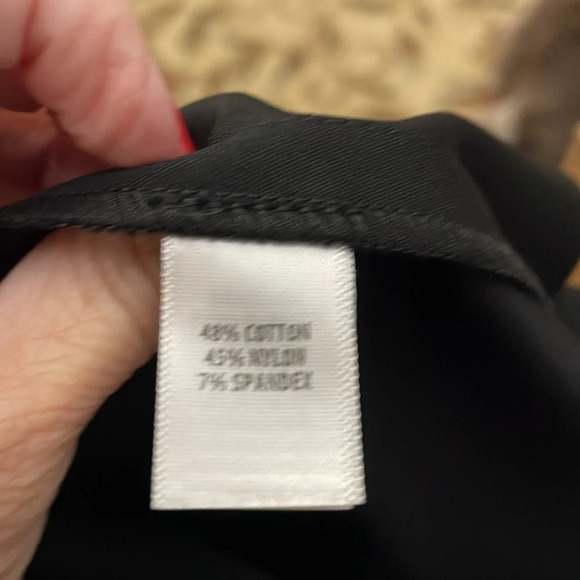 48% COTTON
45% NYLON
7% SPANDEX